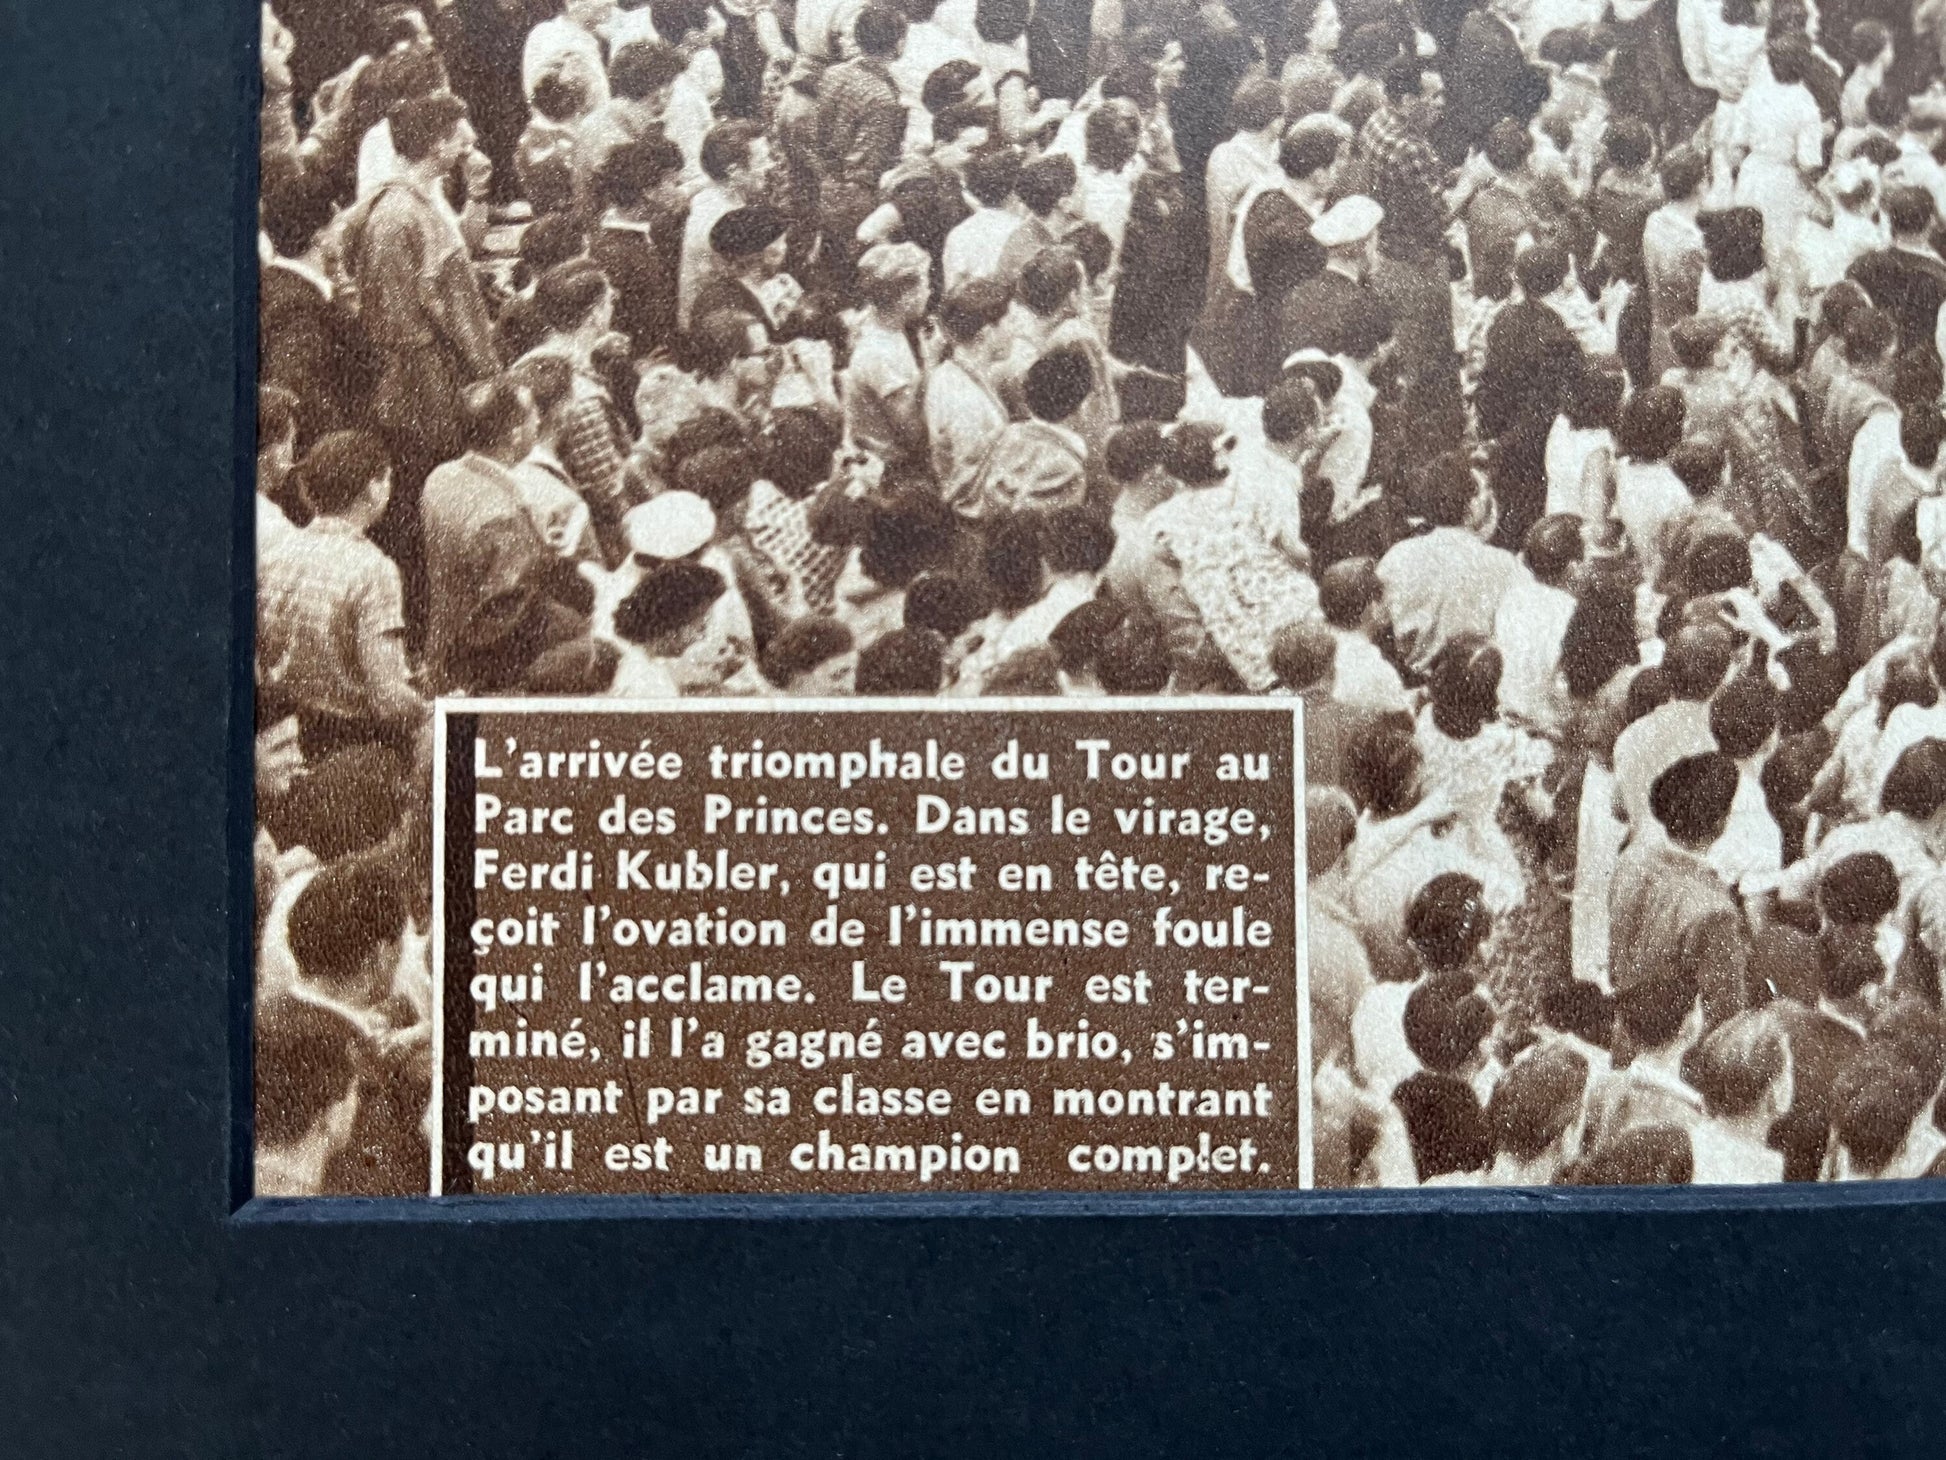 L'arrivée triomphale du Tour au
Parc des Princes. Dans le virage,
Ferdi Kubler, qui est en tête, re-
çoit l'ovation de l'immense foule
qui l'acclame. Le Tour est ter-
miné, il l'a gagné avec brio, s'im-
posant par sa classe en montrant
qu'il est un champion complet.